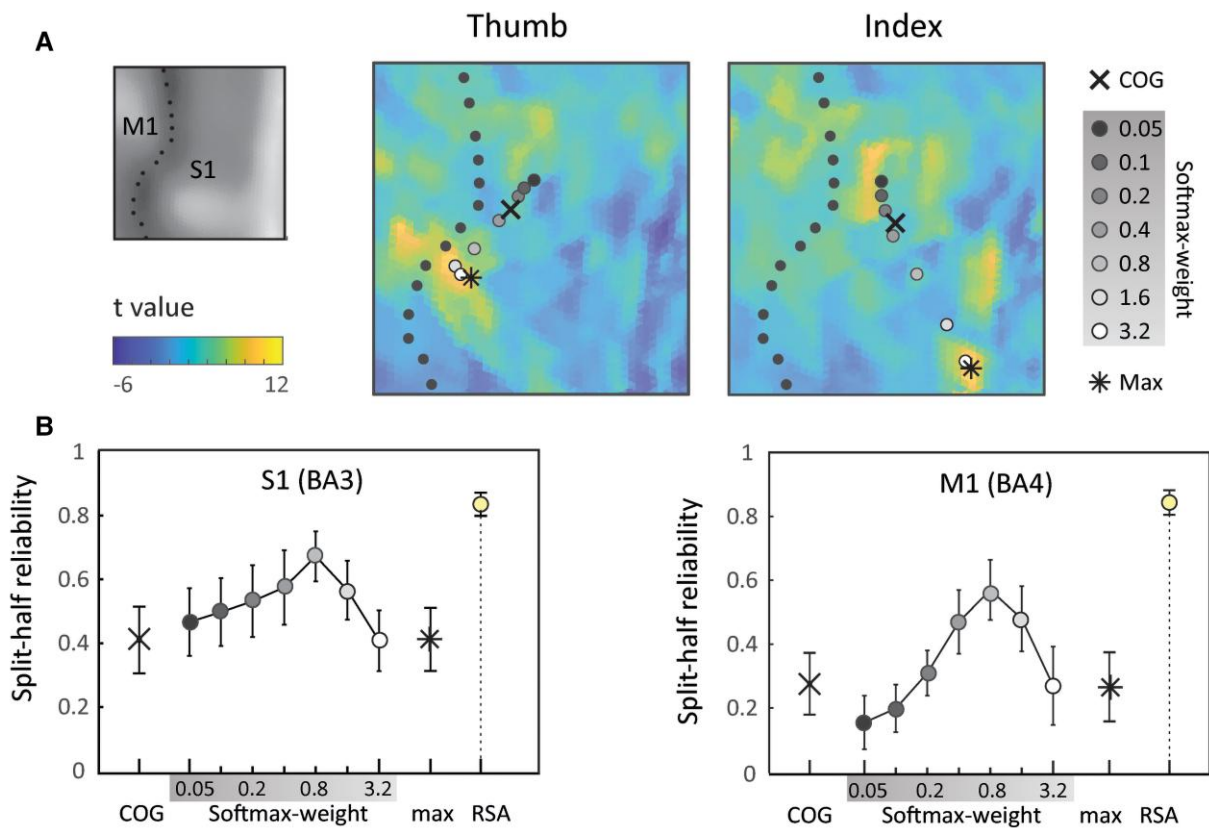 A
Thumb
Index
M1
S1
t value
-6
12
COG
0.05
0.1
0.2
0.4
0.8
1.6
3.2
Softmax-weight
Max
B
S1 (BA3)
Split-half reliability
1
0.8
0.6
0.4
0.2
0
0.05
0.2
0.8
3.2
COG
Softmax-weight
max
RSA
M1 (BA4)
Split-half reliability
1
0.8
0.6
0.4
0.2
0
0.05
0.2
0.8
3.2
COG
Softmax-weight
max
RSA